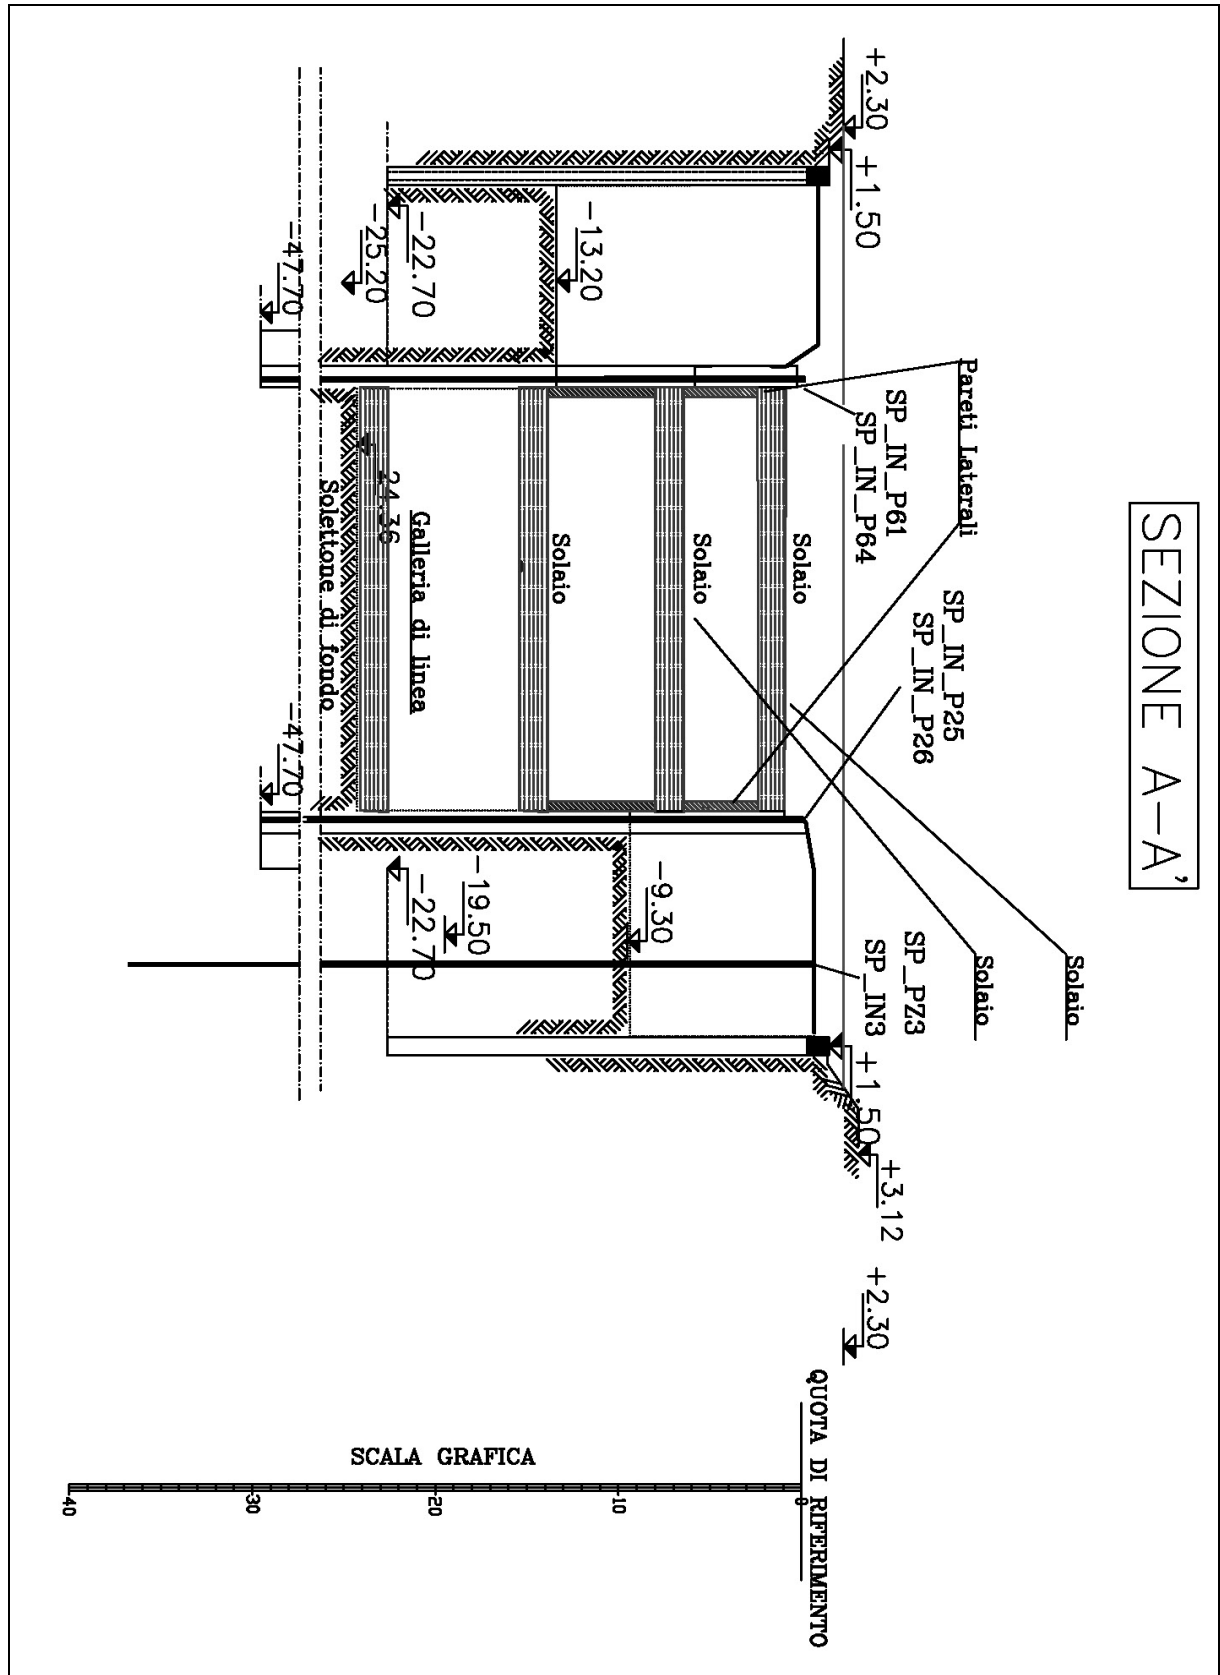 SEZIONE A-A'
Solaio
Solaio
Pareti Laterali
SP_IN_P25
SP_IN_P26
SP_IN_P61
SP_IN_P64
SP_PZ3
SP_IN3
+2.30
+1.50
+1.50
+3.12
+2.30
QUOTA DI RIFERIMENTO
Solaio
Solaio
Solaio
-13.20
-9.30
Galleria di linea
-22.70
-25.20
-19.50
-22.70
24.36
Solettone di fondo
-47.70
-47.70
SCALA GRAFICA
0
10
20
30
40